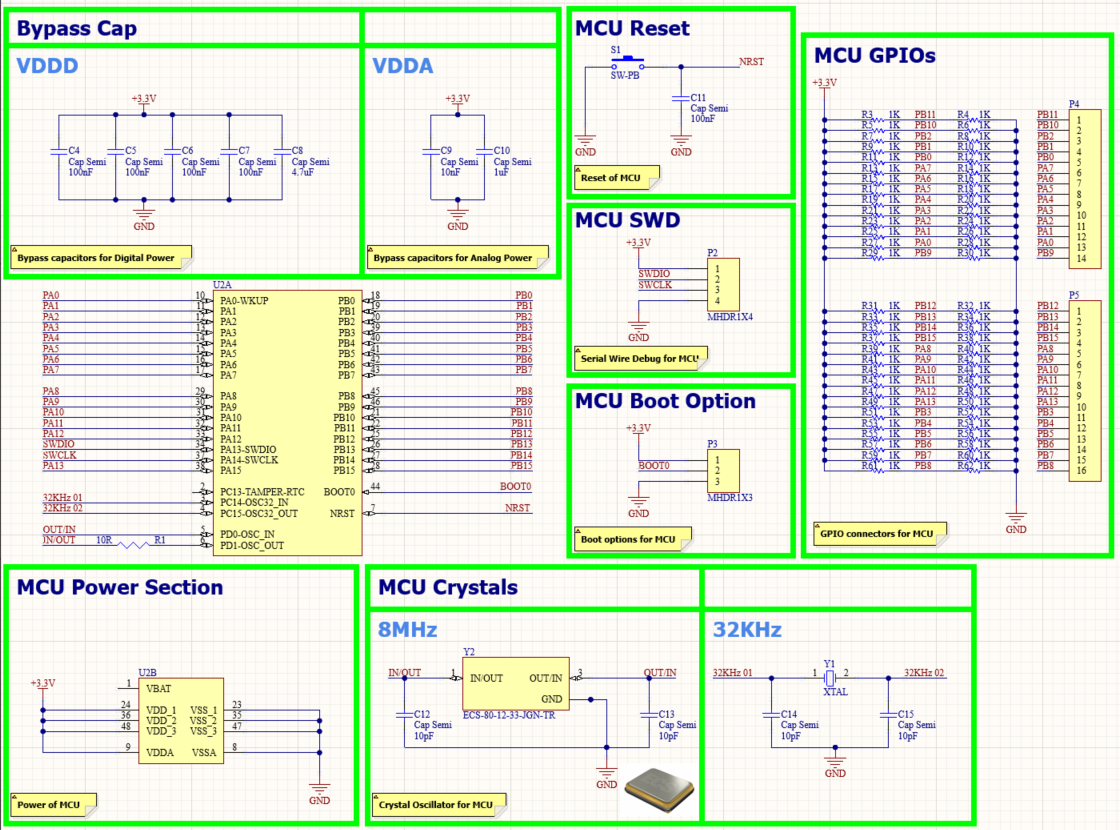 Bypass Cap
VDDD
+3.3V
C4
Cap Semi
100nF
C5
Cap Semi
100nF
C6
Cap Semi
100nF
C7
Cap Semi
100nF
C8
Cap Semi
4.7uF
GND
Bypass capacitors for Digital Power
VDDA
+3.3V
C9
Cap Semi
10nF
C10
Cap Semi
1uF
GND
Bypass capacitors for Analog Power
MCU Reset
S1
SW-PB
NRST
C11
Cap Semi
100nF
GND
GND
Reset of MCU
MCU SWD
+3.3V
SWDIO
SWCLK
P2
1
2
3
4
MHDR1X4
GND
Serial Wire Debug for MCU
MCU Boot Option
+3.3V
BOOT0
P3
1
2
3
MHDR1X3
GND
Boot options for MCU
MCU GPIOs
+3.3V
P4
R3 1K PB11 R4 1K PB11 1
R5 1K PB10 R6 1K PB10 2
R7 1K PB2 R8 1K PB2 3
R9 1K PB1 R10 1K PB1 4
R11 1K PB0 R12 1K PB0 5
R13 1K PA7 R14 1K PA7 6
R15 1K PA6 R16 1K PA6 7
R17 1K PA5 R18 1K PA5 8
R19 1K PA4 R20 1K PA4 9
R21 1K PA3 R22 1K PA3 10
R23 1K PA2 R24 1K PA2 11
R25 1K PA1 R26 1K PA1 12
R27 1K PA0 R28 1K PA0 13
R29 1K PB9 R30 1K PB9 14
P5
R31 1K PB12 R32 1K PB12 1
R33 1K PB13 R34 1K PB13 2
R35 1K PB14 R36 1K PB14 3
R37 1K PB15 R38 1K PB15 4
R39 1K PA8 R40 1K PA8 5
R41 1K PA9 R42 1K PA9 6
R43 1K PA10 R44 1K PA10 7
R45 1K PA11 R46 1K PA11 8
R47 1K PA12 R48 1K PA12 9
R49 1K PA13 R50 1K PA13 10
R51 1K PB3 R52 1K PB3 11
R53 1K PB4 R54 1K PB4 12
R55 1K PB5 R56 1K PB5 13
R57 1K PB6 R58 1K PB6 14
R59 1K PB7 R60 1K PB7 15
R61 1K PB8 R62 1K PB8 16
GND
GPIO connectors for MCU
U2A
PA0 10 PA0-WKUP PB0 18 PB0
PA1 11 PA1 PB1 19 PB1
PA2 12 PA2 PB2 20 PB2
PA3 13 PA3 PB3 39 PB3
PA4 14 PA4 PB4 40 PB4
PA5 15 PA5 PB5 41 PB5
PA6 16 PA6 PB6 42 PB6
PA7 17 PA7 PB7 43 PB7
PA8 29 PA8 PB8 45 PB8
PA9 30 PA9 PB9 46 PB9
PA10 31 PA10 PB10 21 PB10
PA11 32 PA11 PB11 22 PB11
PA12 33 PA12 PB12 25 PB12
SWDIO 34 PA13-SWDIO PB13 26 PB13
SWCLK 37 PA14-SWCLK PB14 27 PB14
PA13 38 PA15 PB15 28 PB15
2 PC13-TAMPER-RTC BOOT0 44 BOOT0
32KHz 01 3 PC14-OSC32_IN
32KHz 02 4 PC15-OSC32_OUT NRST 7 NRST
OUT/IN 5 PD0-OSC_IN
IN/OUT 10R R1 6 PD1-OSC_OUT
MCU Power Section
U2B
+3.3V
1 VBAT
24 VDD_1 VSS_1 23
36 VDD_2 VSS_2 35
48 VDD_3 VSS_3 47
9 VDDA VSSA 8
GND
Power of MCU
MCU Crystals
8MHz
Y2
IN/OUT 1 IN/OUT OUT/IN 3 OUT/IN
GND 2
ECS-80-12-33-JGN-TR
C12
Cap Semi
10pF
C13
Cap Semi
10pF
GND
Crystal Oscillator for MCU
32KHz
32KHz 01 1 Y1 2 32KHz 02
XTAL
C14
Cap Semi
10pF
C15
Cap Semi
10pF
GND